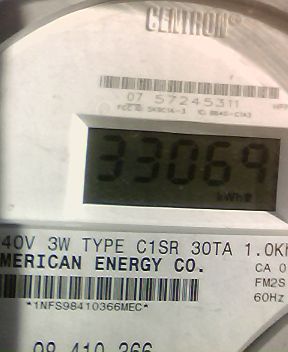 CENTRON®
07 57245311
33069
kWh
40V 3W TYPE C1SR 30TA 1.0K
MERICAN ENERGY CO.
CA 0
FM2S
60Hz
*1NFS98410366MEC*
98 410 366